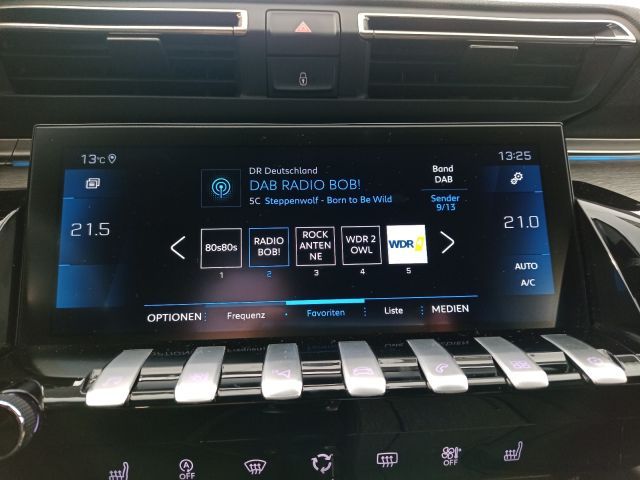 13°C
13:25
DR Deutschland
DAB RADIO BOB!
5C Steppenwolf - Born to Be Wild
Band
DAB
Sender
9/13
21.5
21.0
80s80s
RADIO
BOB!
ROCK
ANTEN
NE
WDR 2
OWL
WDR
1
2
3
4
5
AUTO
A/C
OPTIONEN
Frequenz
Favoriten
Liste
MEDIEN
OFF
OFF